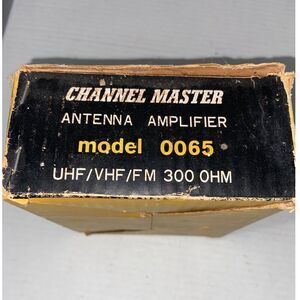 CHANNEL MASTER
ANTENNA AMPLIFIER
model 0065
UHF/VHF/FM 300 OHM